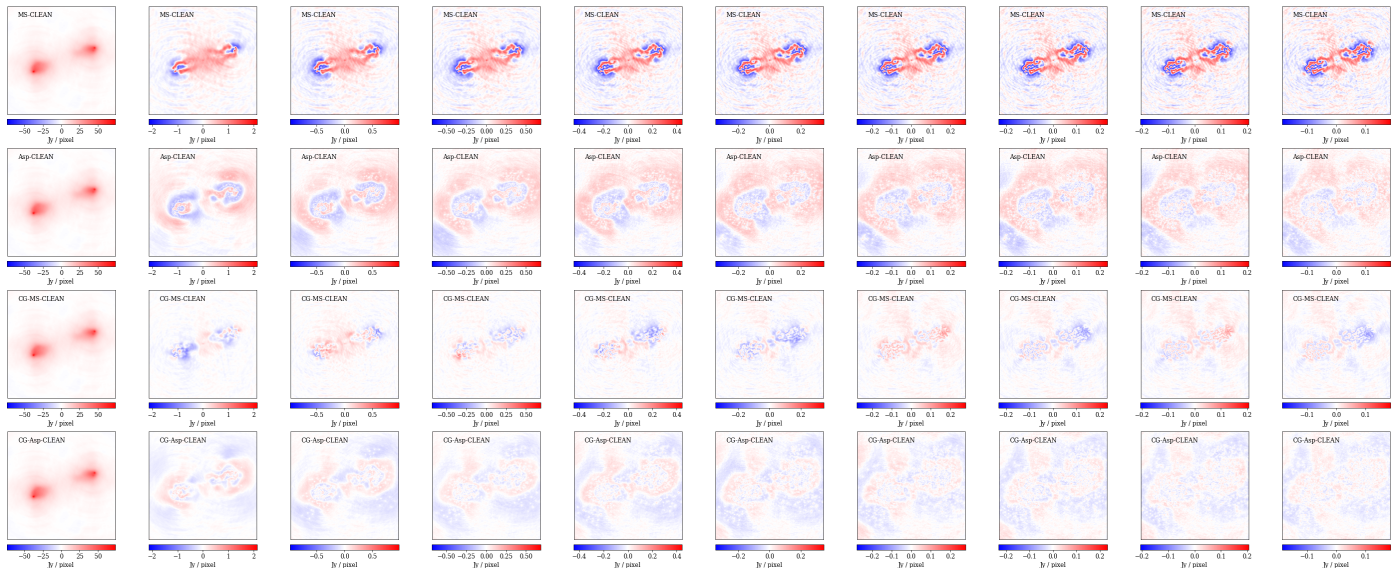 MS-CLEAN MS-CLEAN MS-CLEAN MS-CLEAN MS-CLEAN MS-CLEAN MS-CLEAN MS-CLEAN MS-CLEAN MS-CLEAN
−50 −25 0 25 50 −2 −1 0 1 2 −0.5 0.0 0.5 −0.50 −0.25 0.00 0.25 0.50 −0.4 −0.2 0.0 0.2 0.4 −0.2 0.0 0.2 −0.2 −0.1 0.0 0.1 0.2 −0.2 −0.1 0.0 0.1 0.2 −0.2 −0.1 0.0 0.1 0.2 −0.1 0.0 0.1
Jy / pixel Jy / pixel Jy / pixel Jy / pixel Jy / pixel Jy / pixel Jy / pixel Jy / pixel Jy / pixel Jy / pixel
Asp-CLEAN Asp-CLEAN Asp-CLEAN Asp-CLEAN Asp-CLEAN Asp-CLEAN Asp-CLEAN Asp-CLEAN Asp-CLEAN Asp-CLEAN
−50 −25 0 25 50 −2 −1 0 1 2 −0.5 0.0 0.5 −0.50 −0.25 0.00 0.25 0.50 −0.4 −0.2 0.0 0.2 0.4 −0.2 0.0 0.2 −0.2 −0.1 0.0 0.1 0.2 −0.2 −0.1 0.0 0.1 0.2 −0.2 −0.1 0.0 0.1 0.2 −0.1 0.0 0.1
Jy / pixel Jy / pixel Jy / pixel Jy / pixel Jy / pixel Jy / pixel Jy / pixel Jy / pixel Jy / pixel Jy / pixel
CG-MS-CLEAN CG-MS-CLEAN CG-MS-CLEAN CG-MS-CLEAN CG-MS-CLEAN CG-MS-CLEAN CG-MS-CLEAN CG-MS-CLEAN CG-MS-CLEAN CG-MS-CLEAN
−50 −25 0 25 50 −2 −1 0 1 2 −0.5 0.0 0.5 −0.50 −0.25 0.00 0.25 0.50 −0.4 −0.2 0.0 0.2 0.4 −0.2 0.0 0.2 −0.2 −0.1 0.0 0.1 0.2 −0.2 −0.1 0.0 0.1 0.2 −0.2 −0.1 0.0 0.1 0.2 −0.1 0.0 0.1
Jy / pixel Jy / pixel Jy / pixel Jy / pixel Jy / pixel Jy / pixel Jy / pixel Jy / pixel Jy / pixel Jy / pixel
CG-Asp-CLEAN CG-Asp-CLEAN CG-Asp-CLEAN CG-Asp-CLEAN CG-Asp-CLEAN CG-Asp-CLEAN CG-Asp-CLEAN CG-Asp-CLEAN CG-Asp-CLEAN CG-Asp-CLEAN
−50 −25 0 25 50 −2 −1 0 1 2 −0.5 0.0 0.5 −0.50 −0.25 0.00 0.25 0.50 −0.4 −0.2 0.0 0.2 0.4 −0.2 0.0 0.2 −0.2 −0.1 0.0 0.1 0.2 −0.2 −0.1 0.0 0.1 0.2 −0.2 −0.1 0.0 0.1 0.2 −0.1 0.0 0.1
Jy / pixel Jy / pixel Jy / pixel Jy / pixel Jy / pixel Jy / pixel Jy / pixel Jy / pixel Jy / pixel Jy / pixel